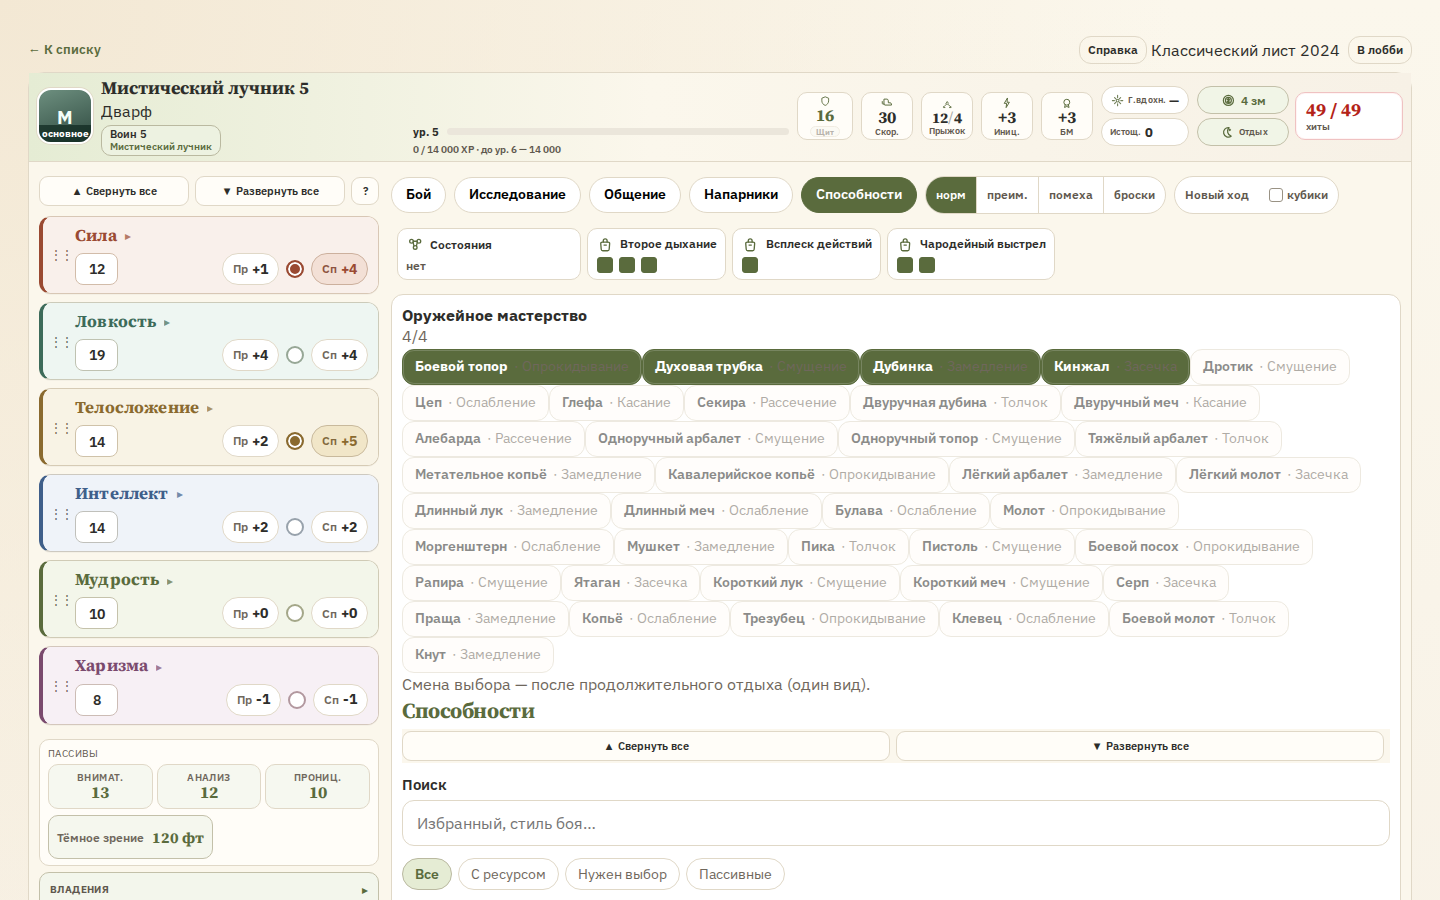 ← К списку
Справка Классический лист 2024 В лобби
М
основное
Мистический лучник 5
Дварф
Воин 5
Мистический лучник
ур. 5
0 / 14 000 XP · до ур. 6 — 14 000
16
Щит
30
Скор.
12/4
Прыжок
+3
Иниц.
+3
БМ
Г.вдохн. —
Истощ. 0
4 зм
Отдых
49 / 49
хиты
▲ Свернуть все
▼ Развернуть все
?
Сила ▸
12 Пр +1 Сп +4
Ловкость ▸
19 Пр +4 Сп +4
Телосложение ▸
14 Пр +2 Сп +5
Интеллект ▸
14 Пр +2 Сп +2
Мудрость ▸
10 Пр +0 Сп +0
Харизма ▸
8 Пр -1 Сп -1
ПАССИВЫ
ВНИМАТ.
13
АНАЛИЗ
12
ПРОНИЦ.
10
Тёмное зрение 120 фт
ВЛАДЕНИЯ ▸
Бой Исследование Общение Напарники Способности норм преим. помеха броски Новый ход кубики
Состояния
нет
Второе дыхание
Всплеск действий
Чародейный выстрел
Оружейное мастерство
4/4
Боевой топор Опрокидывание Духовая трубка Смущение Дубинка Замедление Кинжал Засечка Дротик · Смущение
Цеп · Ослабление Глефа · Касание Секира · Рассечение Двуручная дубина · Толчок Двуручный меч · Касание
Алебарда · Рассечение Одноручный арбалет · Смущение Одноручный топор · Смущение Тяжёлый арбалет · Толчок
Метательное копьё · Замедление Кавалерийское копьё · Опрокидывание Лёгкий арбалет · Замедление Лёгкий молот · Засечка
Длинный лук · Замедление Длинный меч · Ослабление Булава · Ослабление Молот · Опрокидывание
Моргенштерн · Ослабление Мушкет · Замедление Пика · Толчок Пистоль · Смущение Боевой посох · Опрокидывание
Рапира · Смущение Ятаган · Засечка Короткий лук · Смущение Короткий меч · Смущение Серп · Засечка
Праща · Замедление Копьё · Ослабление Трезубец · Опрокидывание Клевец · Ослабление Боевой молот · Толчок
Кнут · Замедление
Смена выбора — после продолжительного отдыха (один вид).
Способности
▲ Свернуть все
▼ Развернуть все
Поиск
Избранный, стиль боя...
Все С ресурсом Нужен выбор Пассивные